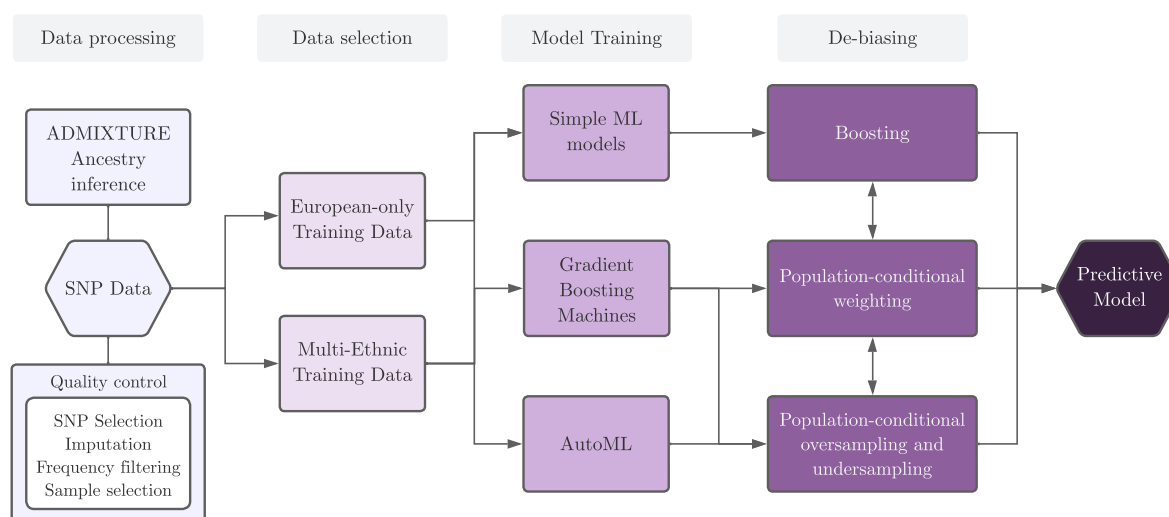 Data processing
Data selection
Model Training
De-biasing
ADMIXTURE
Ancestry
inference
SNP Data
Quality control
SNP Selection
Imputation
Frequency filtering
Sample selection
European-only
Training Data
Multi-Ethnic
Training Data
Simple ML
models
Gradient
Boosting
Machines
AutoML
Boosting
Population-conditional
weighting
Population-conditional
oversampling and
undersampling
Predictive
Model